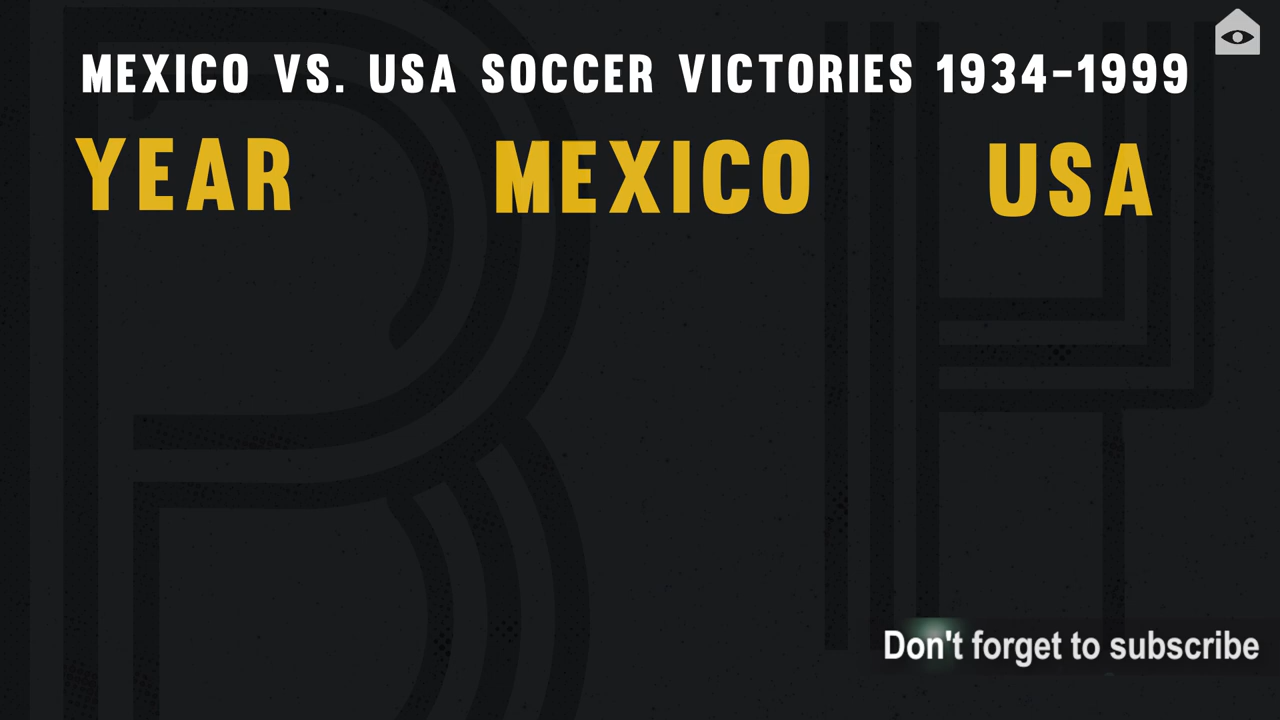 MEXICO VS. USA SOCCER VICTORIES 1934-1999
YEAR MEXICO USA
Don't forget to subscribe